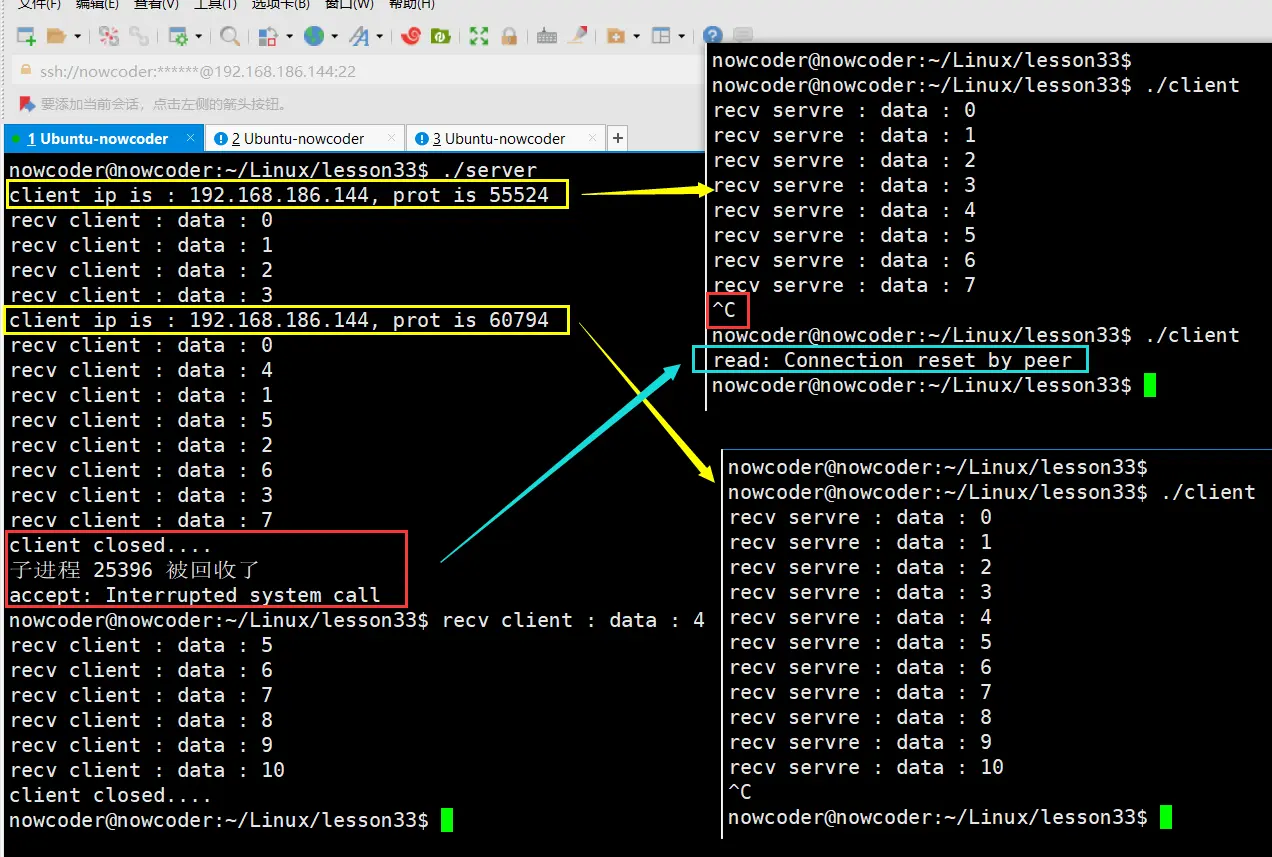 文件(F) 编辑(E) 查看(V) 工具(T) 选项卡(B) 窗口(W) 帮助(H)
ssh://nowcoder:******@192.168.186.144:22
要添加当前会话，点击左侧的箭头按钮。
1 Ubuntu-nowcoder × 2 Ubuntu-nowcoder × 3 Ubuntu-nowcoder × +
nowcoder@nowcoder:~/Linux/lesson33$ ./server
client ip is : 192.168.186.144, prot is 55524
recv client : data : 0
recv client : data : 1
recv client : data : 2
recv client : data : 3
client ip is : 192.168.186.144, prot is 60794
recv client : data : 0
recv client : data : 4
recv client : data : 1
recv client : data : 5
recv client : data : 2
recv client : data : 6
recv client : data : 3
recv client : data : 7
client closed....
子进程 25396 被回收了
accept: Interrupted system call
nowcoder@nowcoder:~/Linux/lesson33$ recv client : data : 4
recv client : data : 5
recv client : data : 6
recv client : data : 7
recv client : data : 8
recv client : data : 9
recv client : data : 10
client closed....
nowcoder@nowcoder:~/Linux/lesson33$
nowcoder@nowcoder:~/Linux/lesson33$
nowcoder@nowcoder:~/Linux/lesson33$ ./client
recv servre : data : 0
recv servre : data : 1
recv servre : data : 2
recv servre : data : 3
recv servre : data : 4
recv servre : data : 5
recv servre : data : 6
recv servre : data : 7
^C
nowcoder@nowcoder:~/Linux/lesson33$ ./client
read: Connection reset by peer
nowcoder@nowcoder:~/Linux/lesson33$
nowcoder@nowcoder:~/Linux/lesson33$
nowcoder@nowcoder:~/Linux/lesson33$ ./client
recv servre : data : 0
recv servre : data : 1
recv servre : data : 2
recv servre : data : 3
recv servre : data : 4
recv servre : data : 5
recv servre : data : 6
recv servre : data : 7
recv servre : data : 8
recv servre : data : 9
recv servre : data : 10
^C
nowcoder@nowcoder:~/Linux/lesson33$